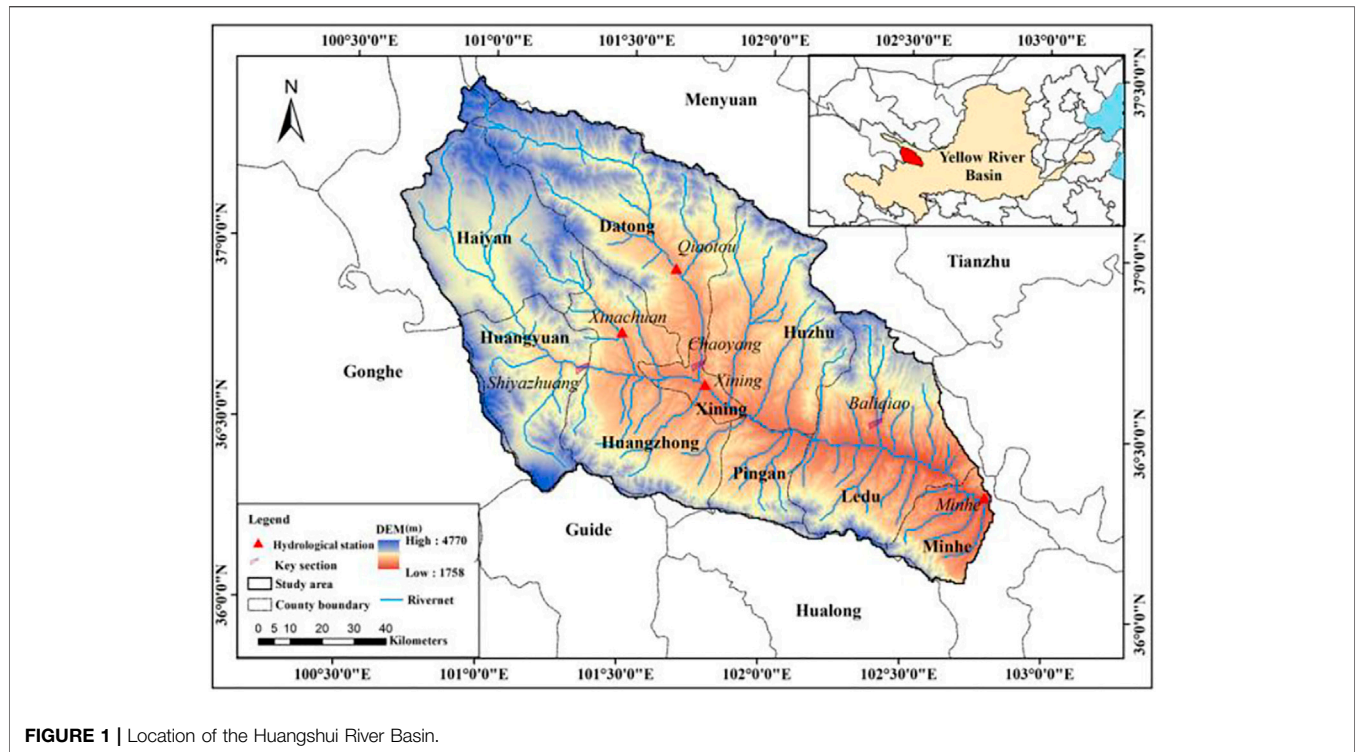 100°30'0"E 101°0'0"E 101°30'0"E 102°0'0"E 102°30'0"E 103°0'0"E
N
Menyuan
37°30'0"N
Yellow River
Basin
Datong
Qiaotou
Haiyan
37°0'0"N
Tianzhu
37°0'0"N
Xinachuan
Huangyuan
Huzhu
Chaoyang
Gonghe
Shiyazhuang
Xining
Baliqiao
Xining
36°30'0"N
Huangzhong
36°30'0"N
Pingan
Ledu
Minhe
Guide
Minhe
Hualong
Legend
Hydrological station
Key section
Study area
County boundary
DEM(m)
High : 4770
Low : 1758
Rivernet
0 5 10 20 30 40
Kilometers
36°0'0"N
36°0'0"N
100°30'0"E 101°0'0"E 101°30'0"E 102°0'0"E 102°30'0"E 103°0'0"E
FIGURE 1 | Location of the Huangshui River Basin.